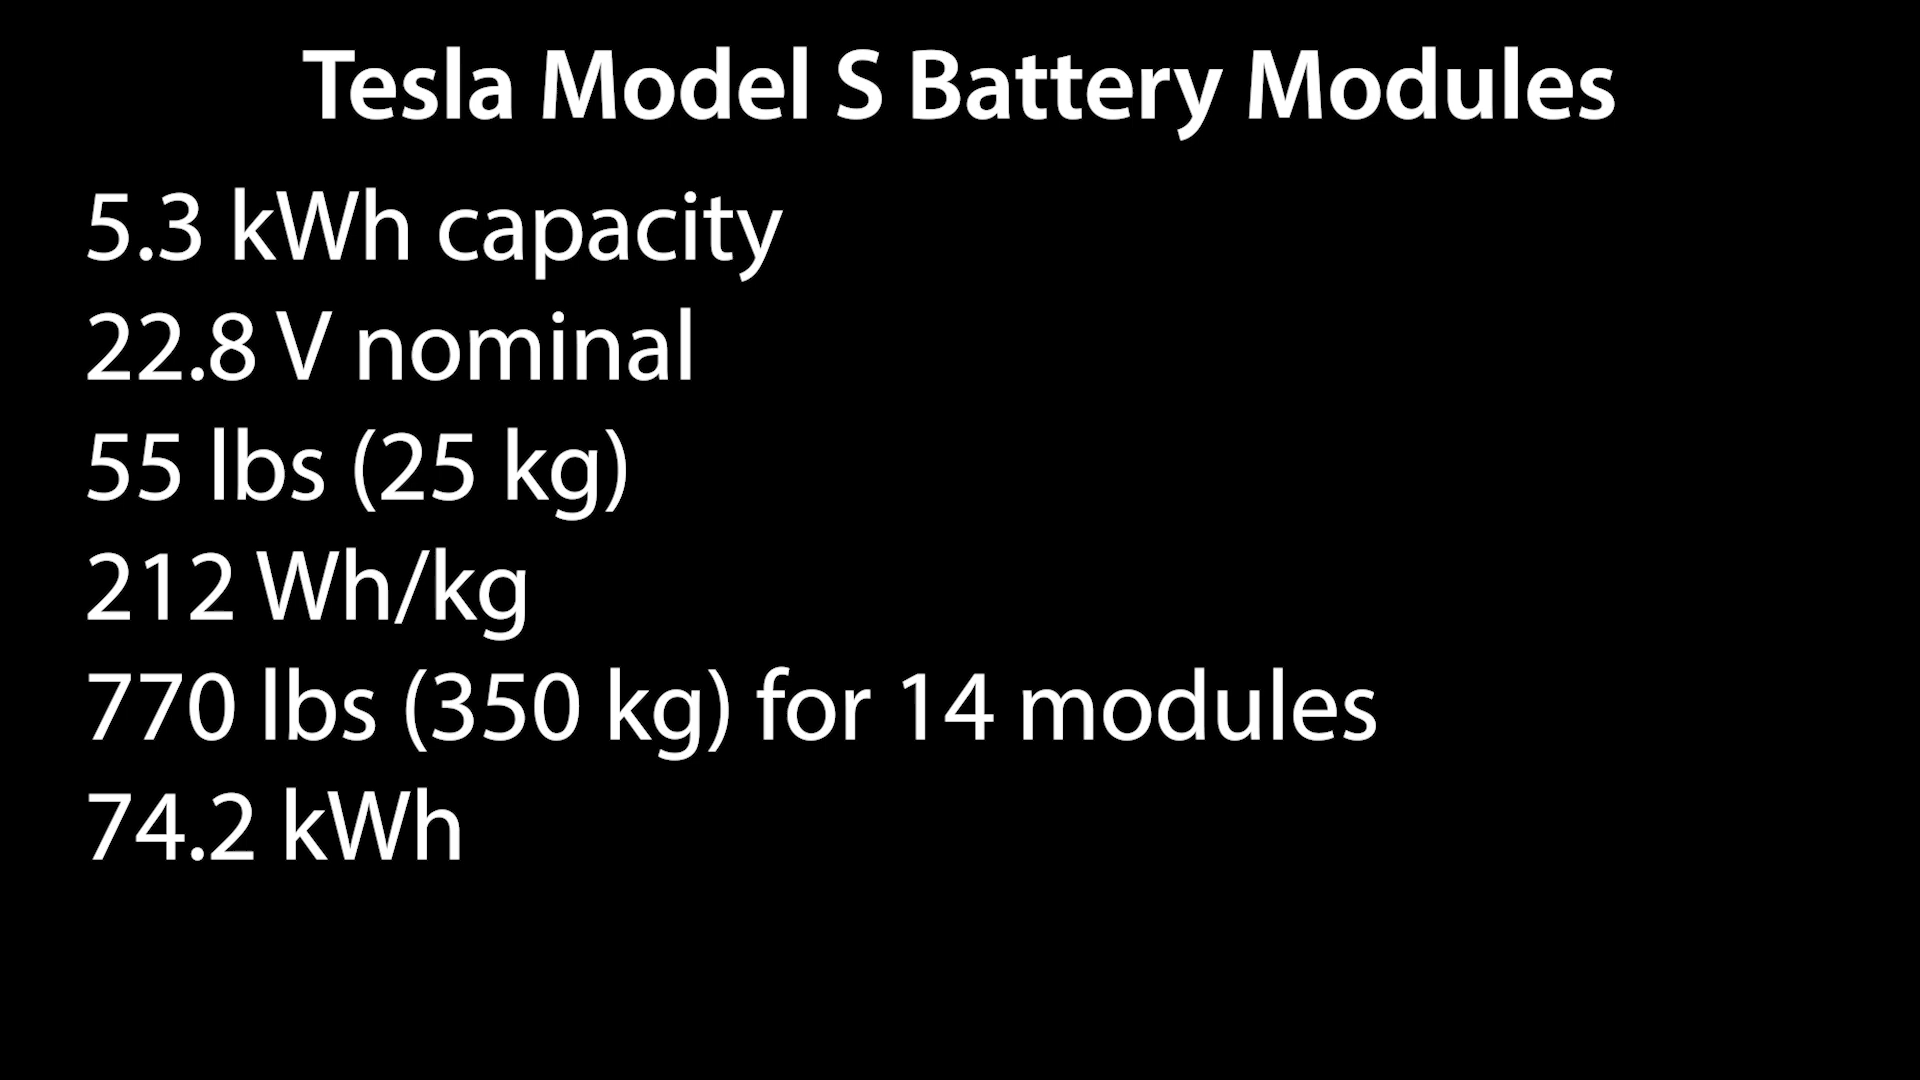 Tesla Model S Battery Modules
5.3 kWh capacity
22.8 V nominal
55 lbs (25 kg)
212 Wh/kg
770 lbs (350 kg) for 14 modules
74.2 kWh